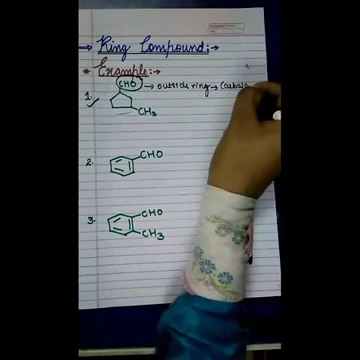 → Ring Compound:→
* Example:→
CHO → outside ring → Carbal
1.
CH3
2. CHO
3. CHO
CH3